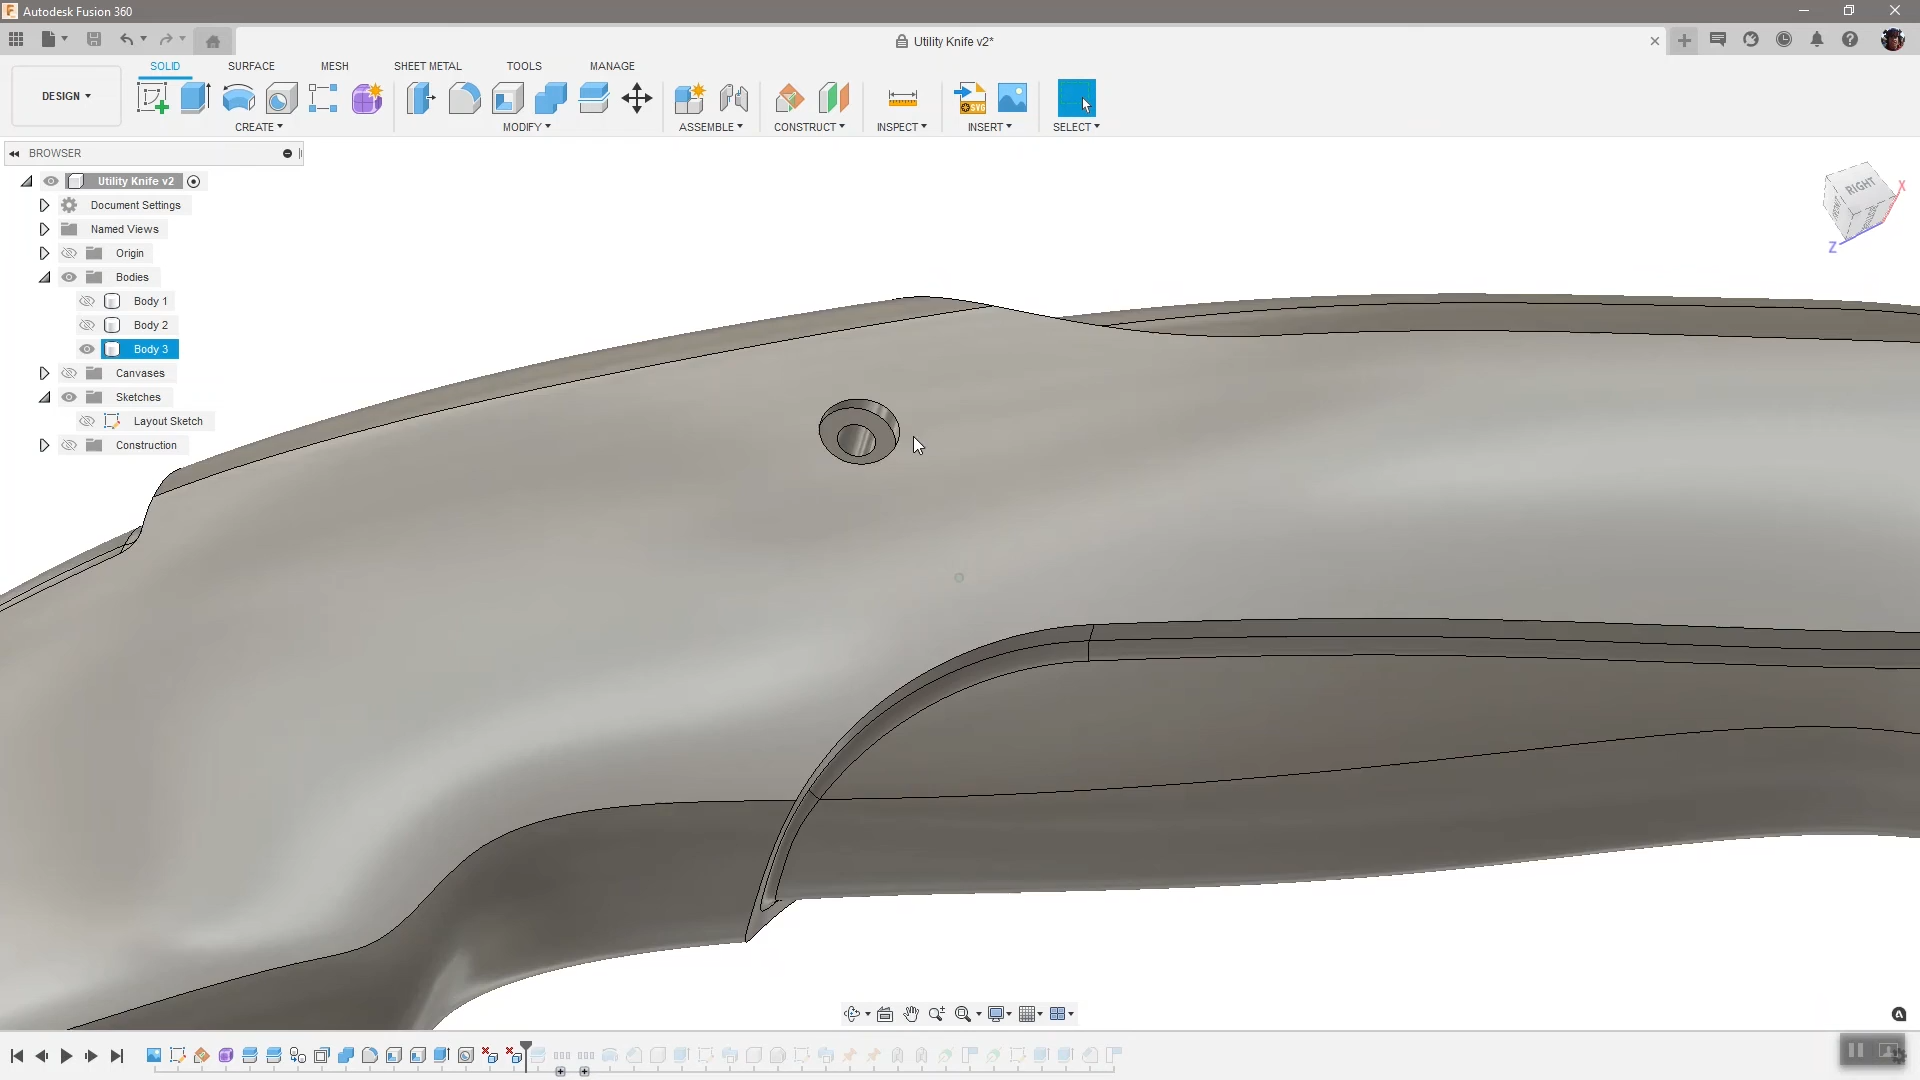 Autodesk Fusion 360
Utility Knife v2*
SOLID SURFACE MESH SHEET METAL TOOLS MANAGE
DESIGN
CREATE MODIFY ASSEMBLE CONSTRUCT INSPECT INSERT SELECT
SVG
BROWSER
Utility Knife v2
Document Settings
Named Views
Origin
Bodies
Body 1
Body 2
Body 3
Canvases
Sketches
Layout Sketch
Construction
RIGHT
X
Z